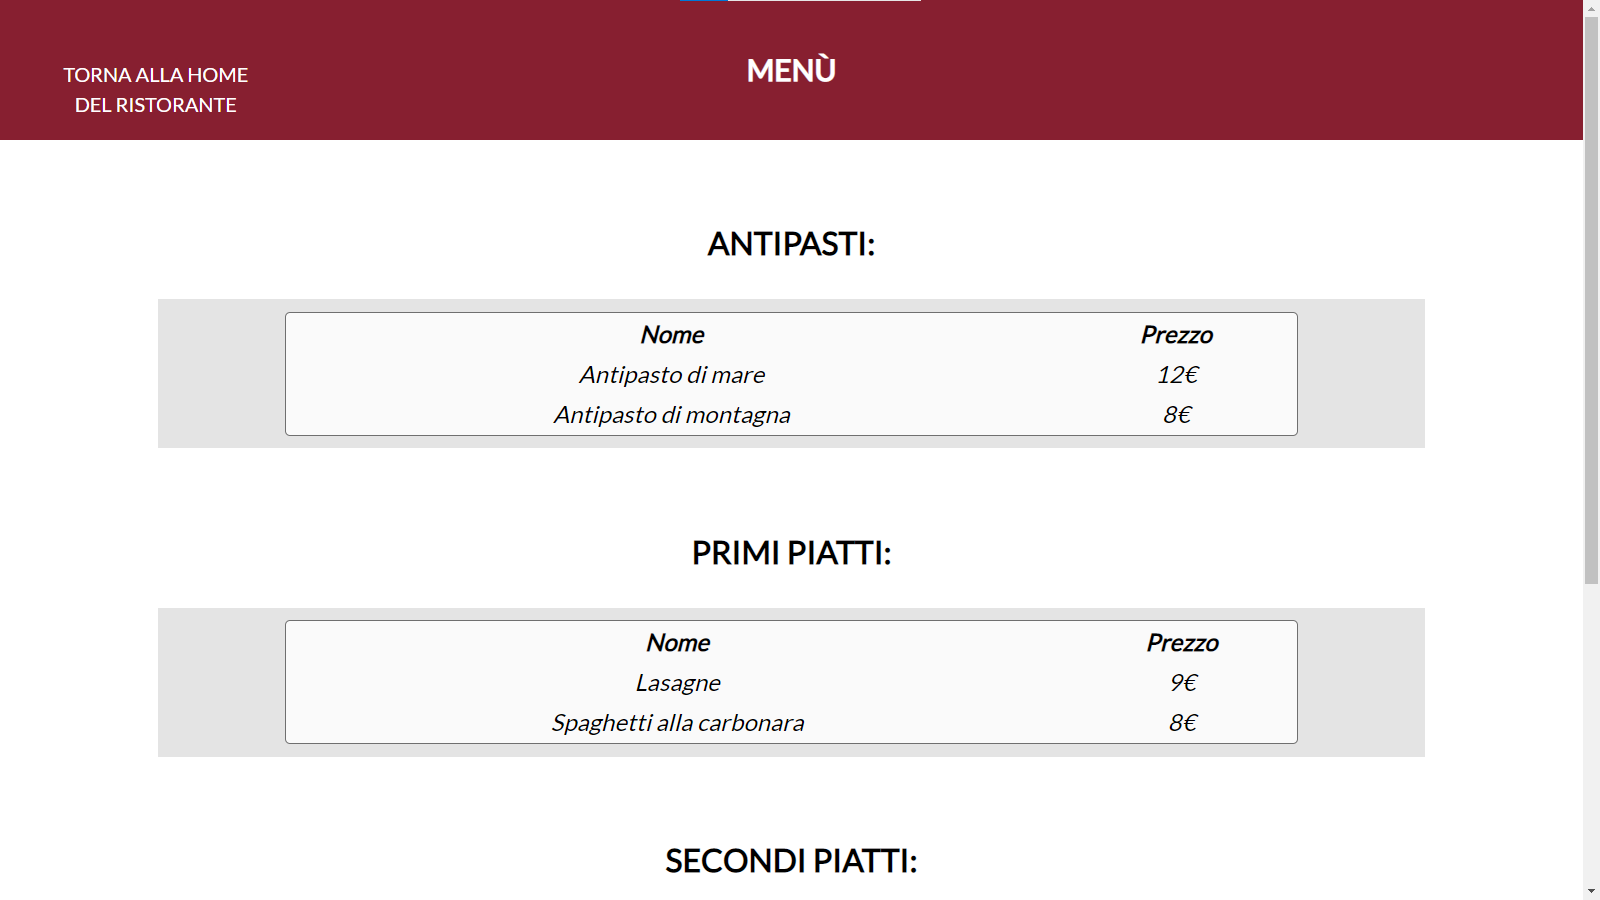 TORNA ALLA HOME
DEL RISTORANTE
MENÙ
ANTIPASTI:
Nome Prezzo
Antipasto di mare 12€
Antipasto di montagna 8€
PRIMI PIATTI:
Nome Prezzo
Lasagne 9€
Spaghetti alla carbonara 8€
SECONDI PIATTI: